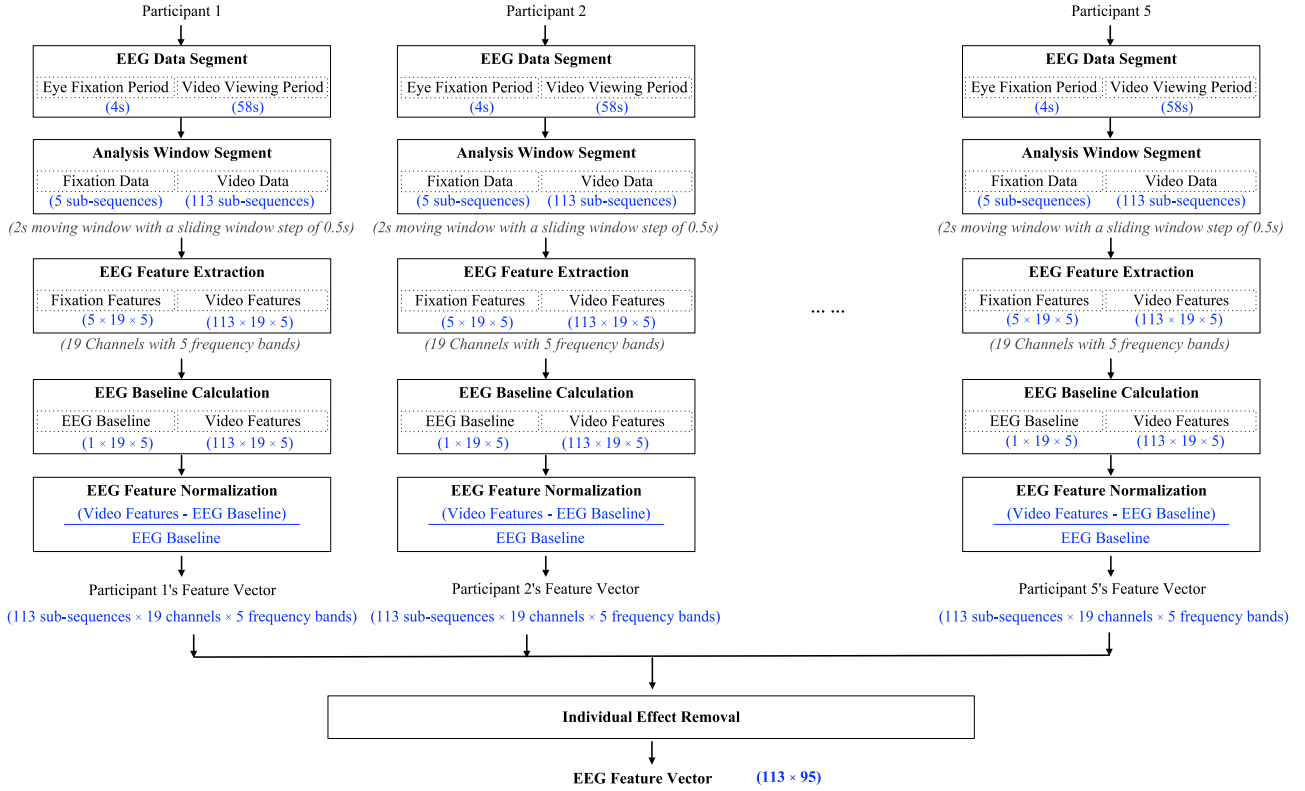 Participant 1
EEG Data Segment
Eye Fixation Period Video Viewing Period
(4s) (58s)
Analysis Window Segment
Fixation Data Video Data
(5 sub-sequences) (113 sub-sequences)
(2s moving window with a sliding window step of 0.5s)
EEG Feature Extraction
Fixation Features Video Features
(5 × 19 × 5) (113 × 19 × 5)
(19 Channels with 5 frequency bands)
EEG Baseline Calculation
EEG Baseline Video Features
(1 × 19 × 5) (113 × 19 × 5)
EEG Feature Normalization
(Video Features - EEG Baseline)
EEG Baseline
Participant 1's Feature Vector
(113 sub-sequences × 19 channels × 5 frequency bands)
Participant 2
EEG Data Segment
Eye Fixation Period Video Viewing Period
(4s) (58s)
Analysis Window Segment
Fixation Data Video Data
(5 sub-sequences) (113 sub-sequences)
(2s moving window with a sliding window step of 0.5s)
EEG Feature Extraction
Fixation Features Video Features
(5 × 19 × 5) (113 × 19 × 5)
(19 Channels with 5 frequency bands)
EEG Baseline Calculation
EEG Baseline Video Features
(1 × 19 × 5) (113 × 19 × 5)
EEG Feature Normalization
(Video Features - EEG Baseline)
EEG Baseline
Participant 2's Feature Vector
(113 sub-sequences × 19 channels × 5 frequency bands)
... ...
Participant 5
EEG Data Segment
Eye Fixation Period Video Viewing Period
(4s) (58s)
Analysis Window Segment
Fixation Data Video Data
(5 sub-sequences) (113 sub-sequences)
(2s moving window with a sliding window step of 0.5s)
EEG Feature Extraction
Fixation Features Video Features
(5 × 19 × 5) (113 × 19 × 5)
(19 Channels with 5 frequency bands)
EEG Baseline Calculation
EEG Baseline Video Features
(1 × 19 × 5) (113 × 19 × 5)
EEG Feature Normalization
(Video Features - EEG Baseline)
EEG Baseline
Participant 5's Feature Vector
(113 sub-sequences × 19 channels × 5 frequency bands)
Individual Effect Removal
EEG Feature Vector (113 × 95)